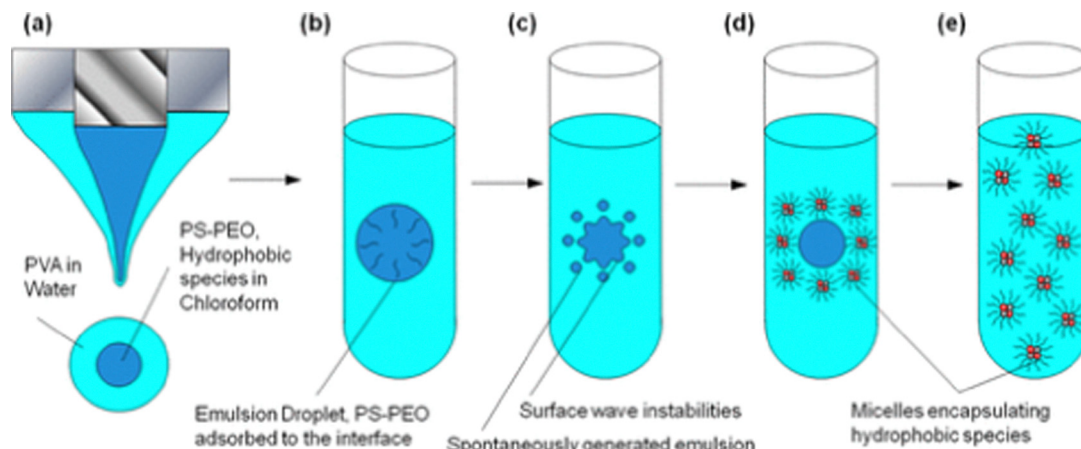 (a)
(b)
(c)
(d)
(e)
PS-PEO,
Hydrophobic
species in
Chloroform
PVA in
Water
Emulsion Droplet, PS-PEO
adsorbed to the interface
Surface wave instabilities
Spontaneously generated emulsion
Micelles encapsulating
hydrophobic species